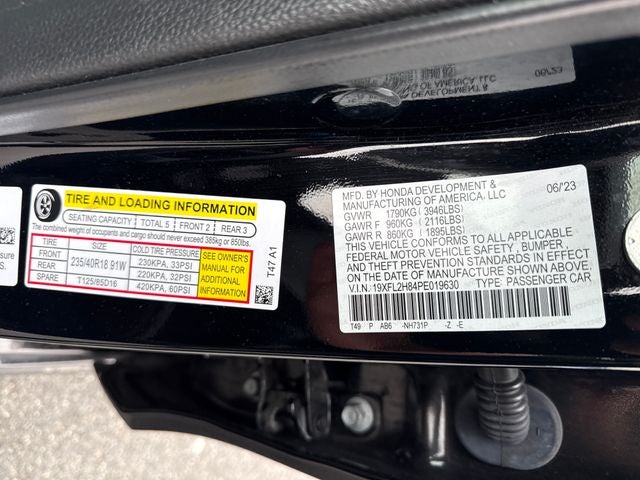 TIRE AND LOADING INFORMATION
SEATING CAPACITY TOTAL 5 FRONT 2 REAR 3
The combined weight of occupants and cargo should never exceed 385kg or 850lbs.
TIRE SIZE COLD TIRE PRESSURE
FRONT 235/40R18 91W 230KPA, 33PSI
REAR 220KPA, 32PSI
SPARE T125/85D16 420KPA, 60PSI
SEE OWNER'S
MANUAL FOR
ADDITIONAL
INFORMATION
T47 A1
MFD. BY HONDA DEVELOPMENT & 06/'23
MANUFACTURING OF AMERICA, LLC
GVWR 1790KG( 3946LBS)
GAWR F 960KG( 2116LBS)
GAWR R 860KG( 1895LBS)
THIS VEHICLE CONFORMS TO ALL APPLICABLE
FEDERAL MOTOR VEHICLE SAFETY, BUMPER,
AND THEFT PREVENTION STANDARDS IN EFFECT
ON THE DATE OF MANUFACTURE SHOWN ABOVE.
V.I.N. 19XFL2H84PE019630 TYPE: PASSENGER CAR
T49 P AB6 -NH731P -Z -E